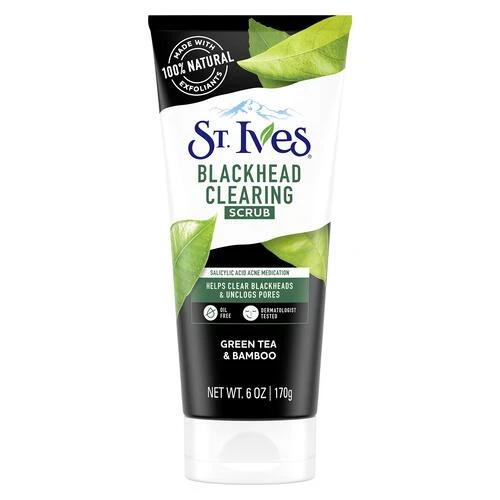 MADE WITH
100% NATURAL
EXFOLIANTS
ST. IVES®
BLACKHEAD
CLEARING
SCRUB
SALICYLIC ACID ACNE MEDICATION
HELPS CLEAR BLACKHEADS
& UNCLOGS PORES
OIL
FREE
DERMATOLOGIST
TESTED
GREEN TEA
& BAMBOO
NET WT. 6 OZ | 170g